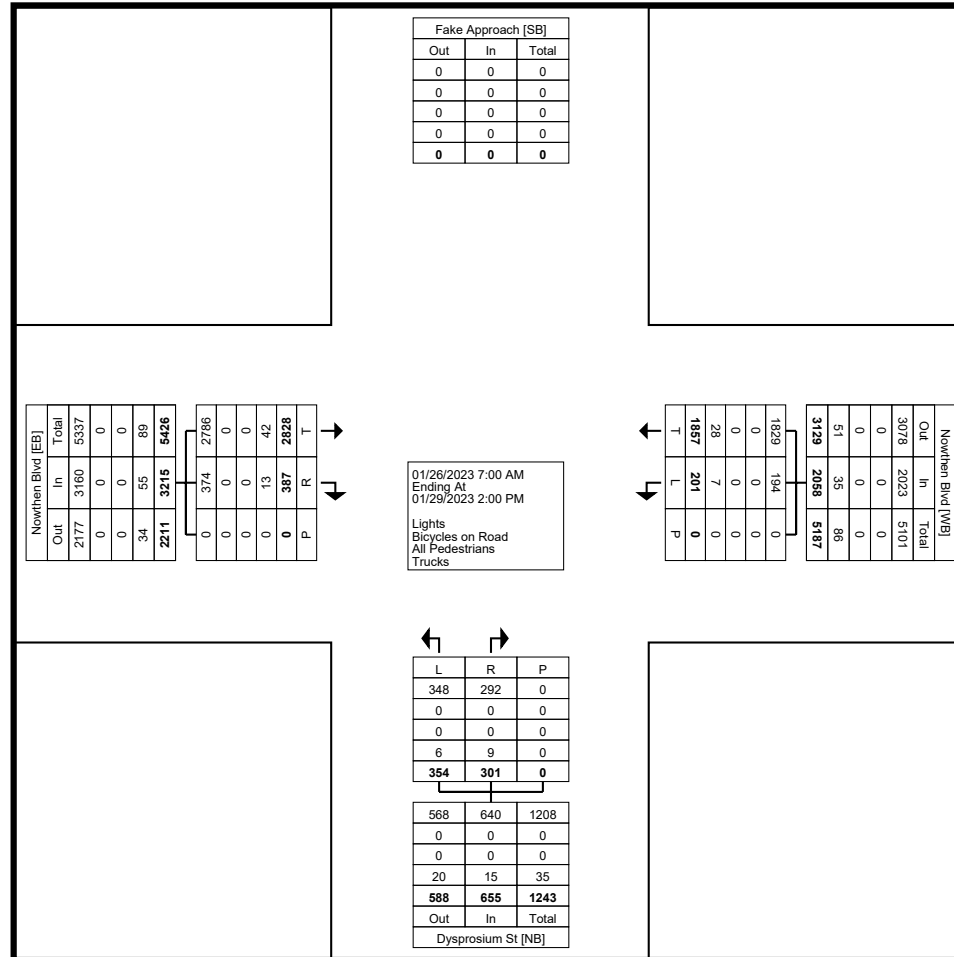 Fake Approach [SB]
Out In Total
0 0 0
0 0 0
0 0 0
0 0 0
0 0 0
Nowthen Blvd [EB]
Total 5337 0 0 89 5426
In 3160 0 0 55 3215
Out 2177 0 0 34 2211
2786 0 0 42 2828 T
374 0 0 13 387 R
0 0 0 0 0 P
01/26/2023 7:00 AM
Ending At
01/29/2023 2:00 PM
Lights
Bicycles on Road
All Pedestrians
Trucks
T 1857 28 0 0 1829
L 201 7 0 0 194
P 0 0 0 0 0
Nowthen Blvd [WB]
Out 3078 0 0 51 3129
In 2023 0 0 35 2058
Total 5101 0 0 86 5187
L R P
348 292 0
0 0 0
0 0 0
6 9 0
354 301 0
568 640 1208
0 0 0
0 0 0
20 15 35
588 655 1243
Out In Total
Dysprosium St [NB]